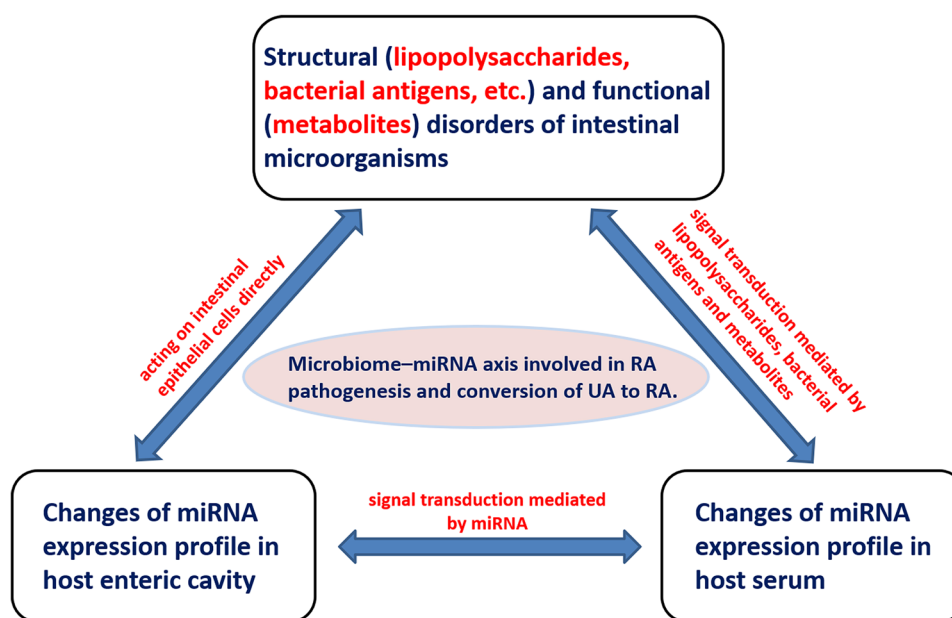 Structural (lipopolysaccharides,
bacterial antigens, etc.) and functional
(metabolites) disorders of intestinal
microorganisms
acting on intestinal
epithelial cells directly
signal transduction mediated by
lipopolysaccharides, bacterial
antigens and metabolites
Microbiome–miRNA axis involved in RA
pathogenesis and conversion of UA to RA.
Changes of miRNA
expression profile in
host enteric cavity
signal transduction mediated
by miRNA
Changes of miRNA
expression profile in
host serum